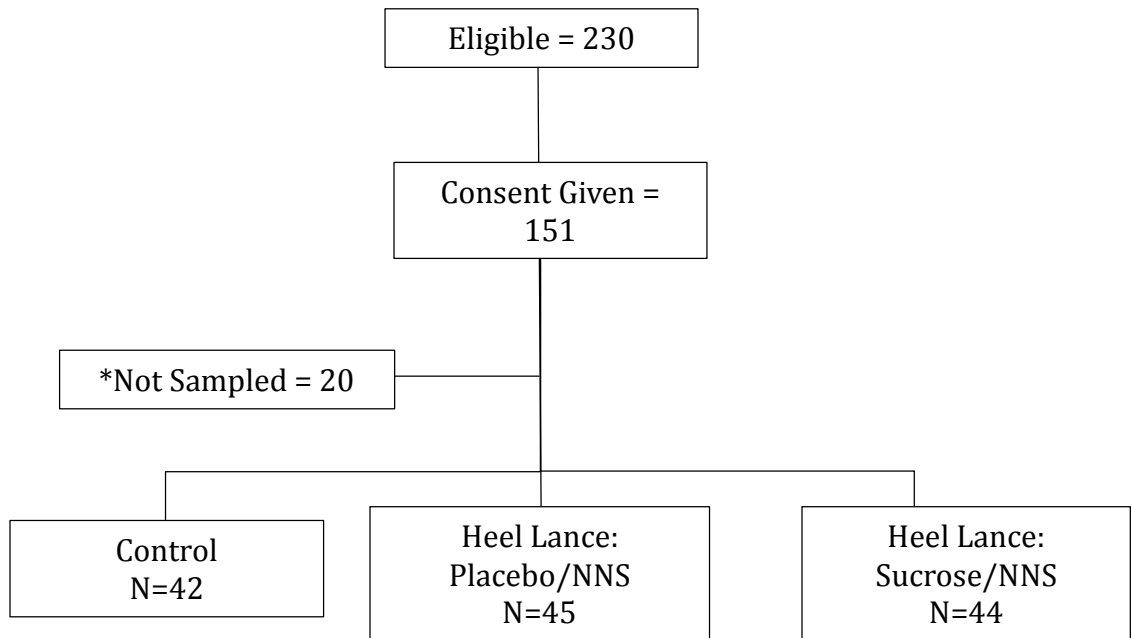 Eligible = 230
Consent Given =
151
*Not Sampled = 20
Control
N=42
Heel Lance:
Placebo/NNS
N=45
Heel Lance:
Sucrose/NNS
N=44